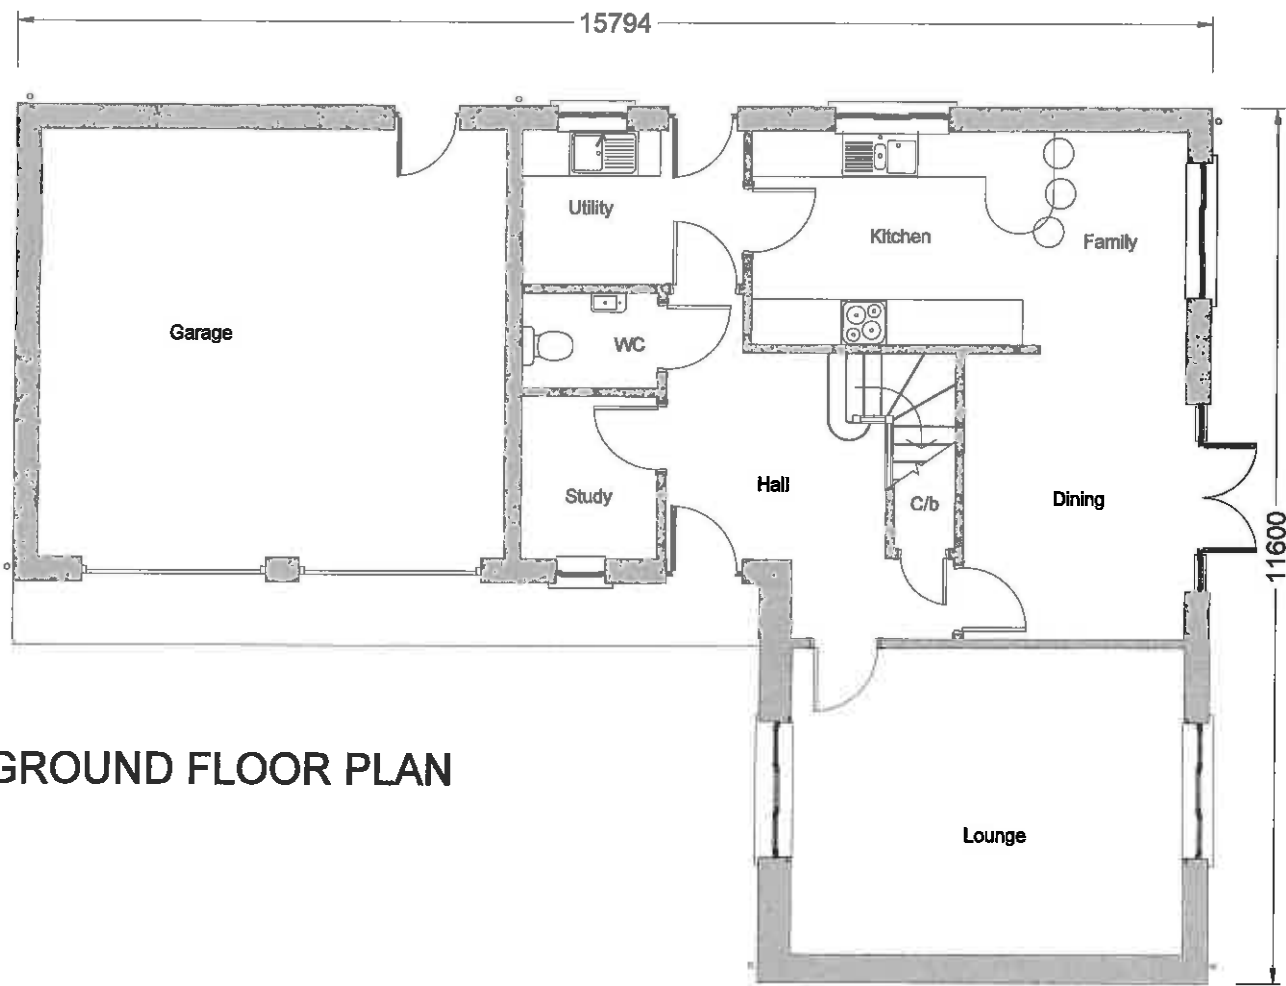 15794
Utility
Kitchen
Family
Garage
WC
Hall
Study
C/b
Dining
11600
GROUND FLOOR PLAN
Lounge